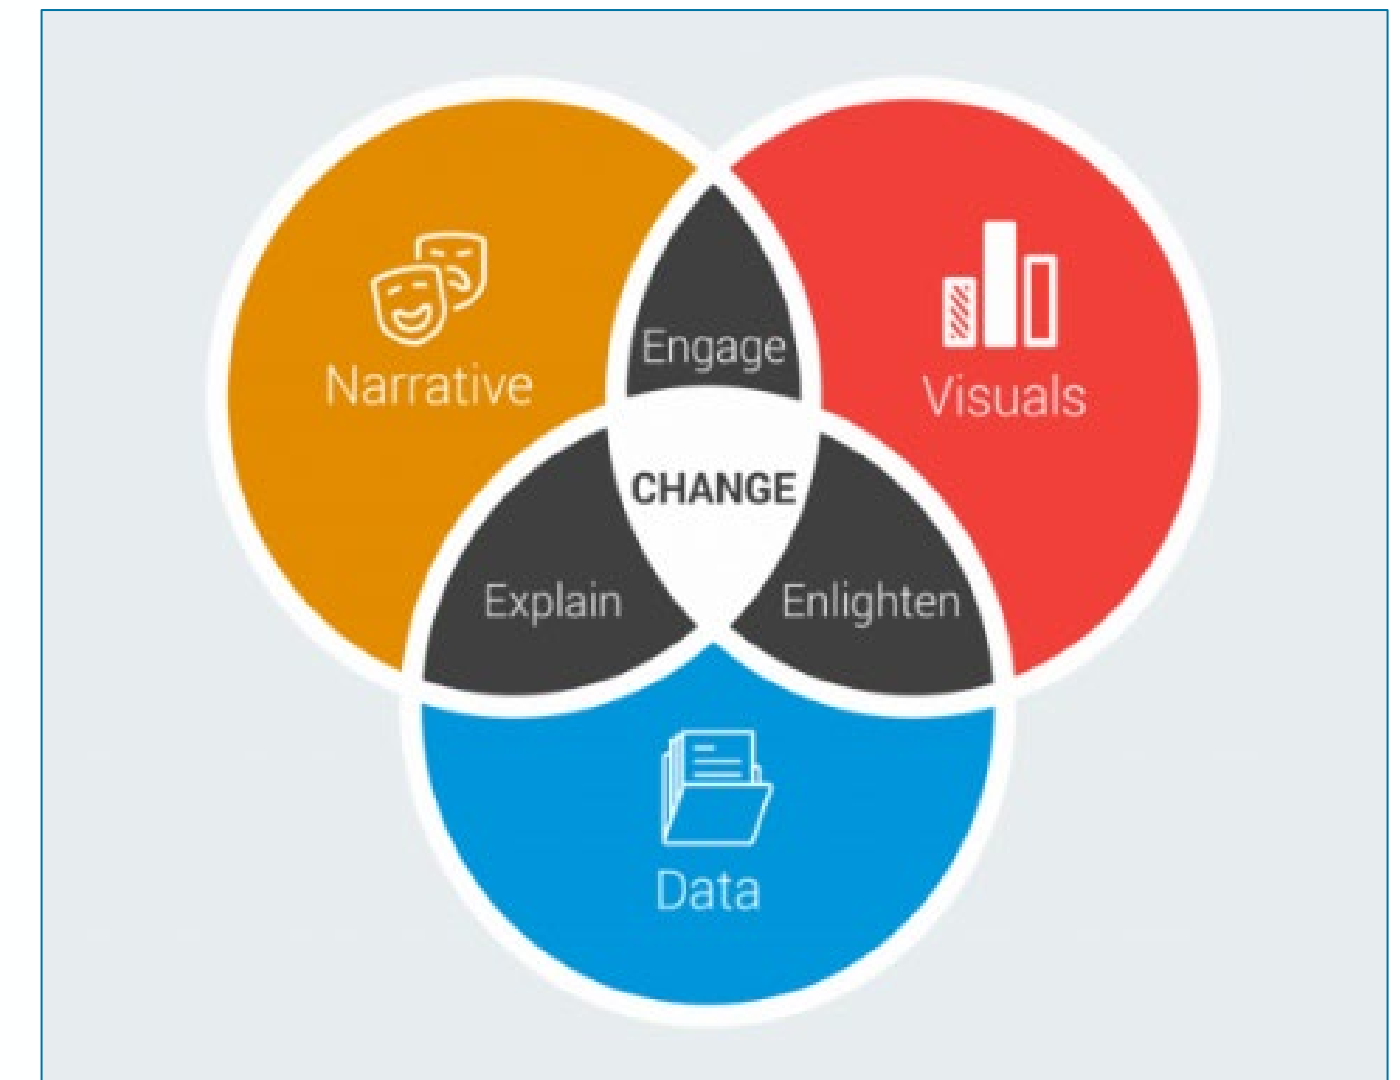 Engage
Narrative
Visuals
CHANGE
Explain
Enlighten
Data